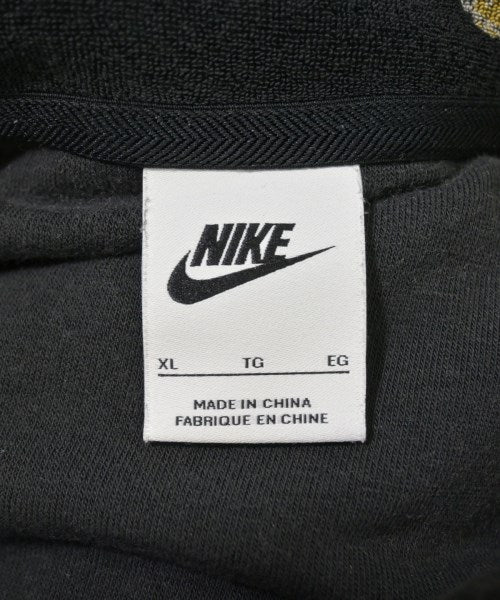 NIKE
XL TG EG
MADE IN CHINA
FABRIQUE EN CHINE